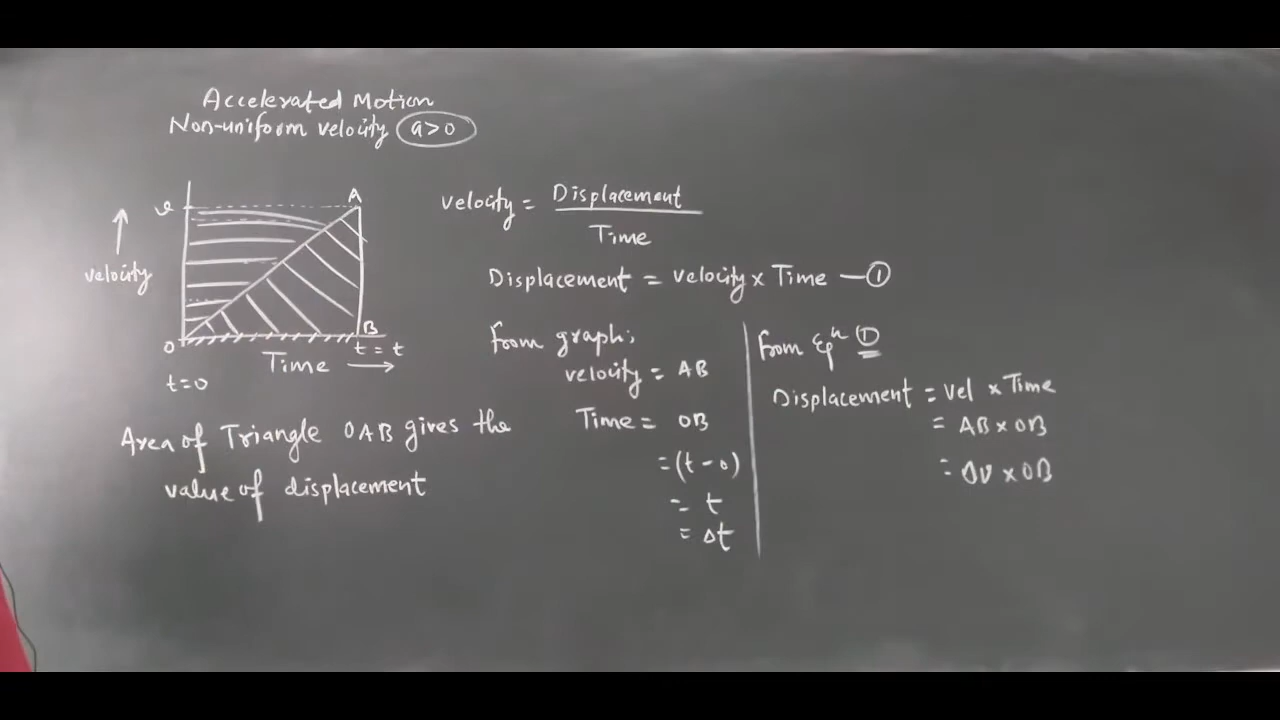 Accelerated Motion
Non-uniform velocity a>0
A
v
velocity
O
B
Time
t = t
t=0
Area of Triangle OAB gives the
value of displacement
velocity = Displacement
Time
Displacement = velocity x Time — ①
from graph;
velocity = AB
Time = OB
= (t - 0)
= t
= Δt
from Eqⁿ ①
Displacement = Vel x Time
= AB x OB
= ΔV x OB